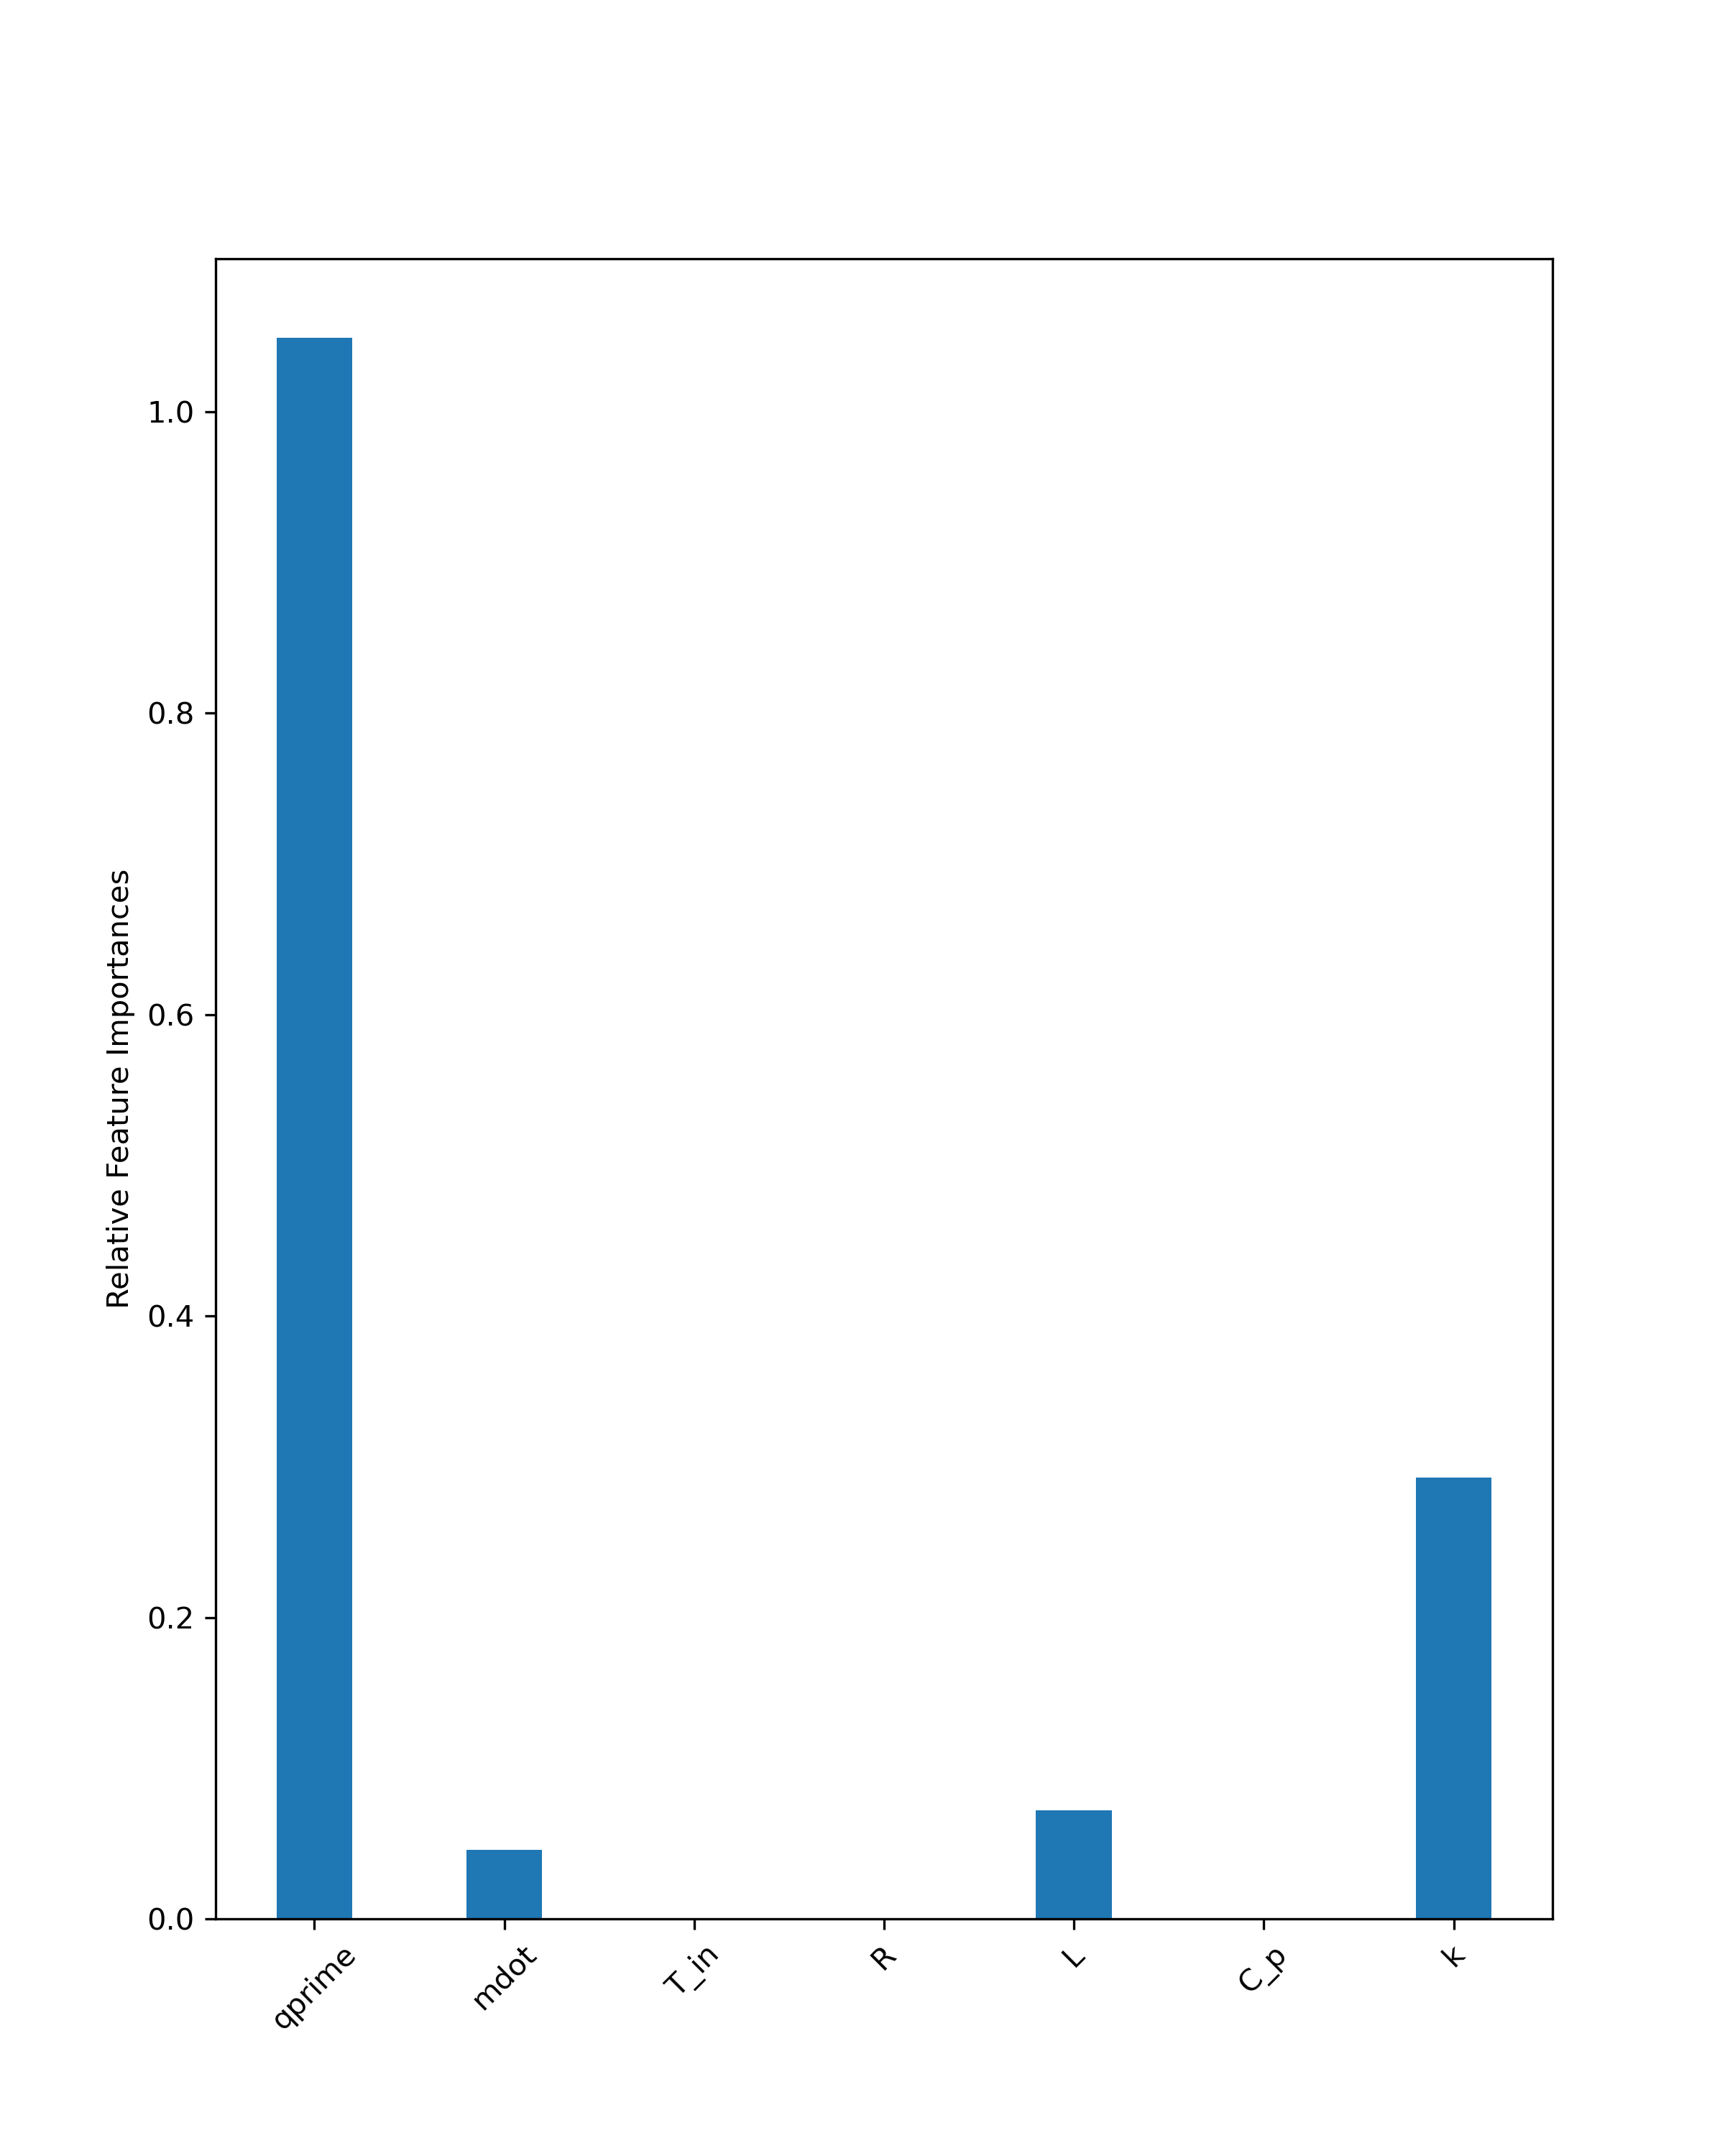 Relative Feature Importances
1.0
0.8
0.6
0.4
0.2
0.0
qprime
mdot
T_in
R
L
C_p
k